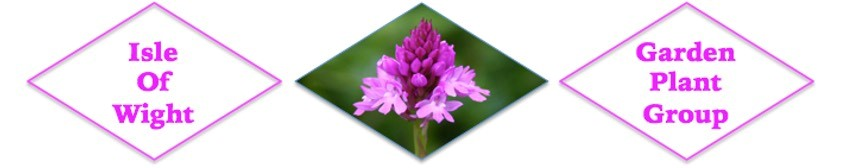 Isle
Of
Wight
Garden
Plant
Group